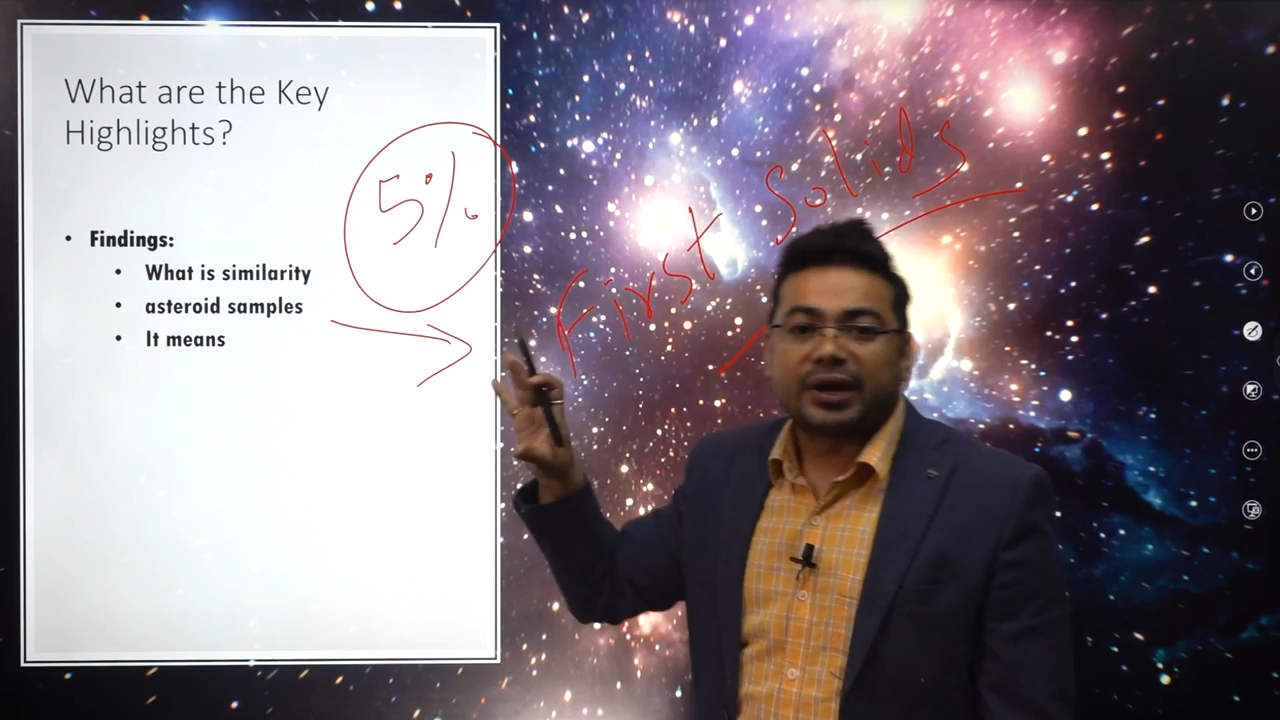 What are the Key
Highlights?
5%
First Solids
• Findings:
• What is similarity
• asteroid samples
• It means